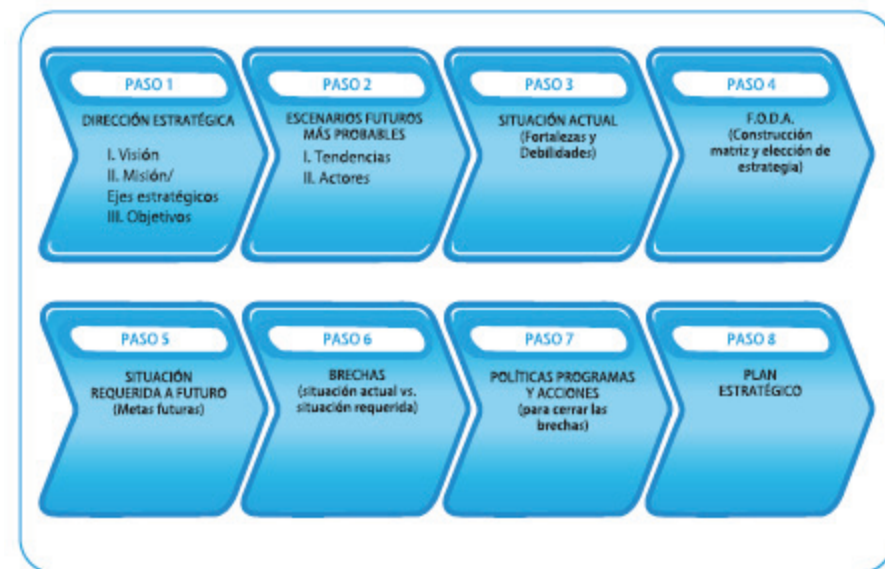 PASO 1
DIRECCIÓN ESTRATÉGICA
I. Visión
II. Misión/
Ejes estratégicos
III. Objetivos
PASO 2
ESCENARIOS FUTUROS
MÁS PROBABLES
I. Tendencias
II. Actores
PASO 3
SITUACIÓN ACTUAL
(Fortalezas y
Debilidades)
PASO 4
F.O.D.A.
(Construcción
matriz y elección de
estrategia)
PASO 5
SITUACIÓN
REQUERIDA A FUTURO
(Metas futuras)
PASO 6
BRECHAS
(situación actual vs.
situación requerida)
PASO 7
POLÍTICAS PROGRAMAS
Y ACCIONES
(para cerrar las
brechas)
PASO 8
PLAN
ESTRATÉGICO